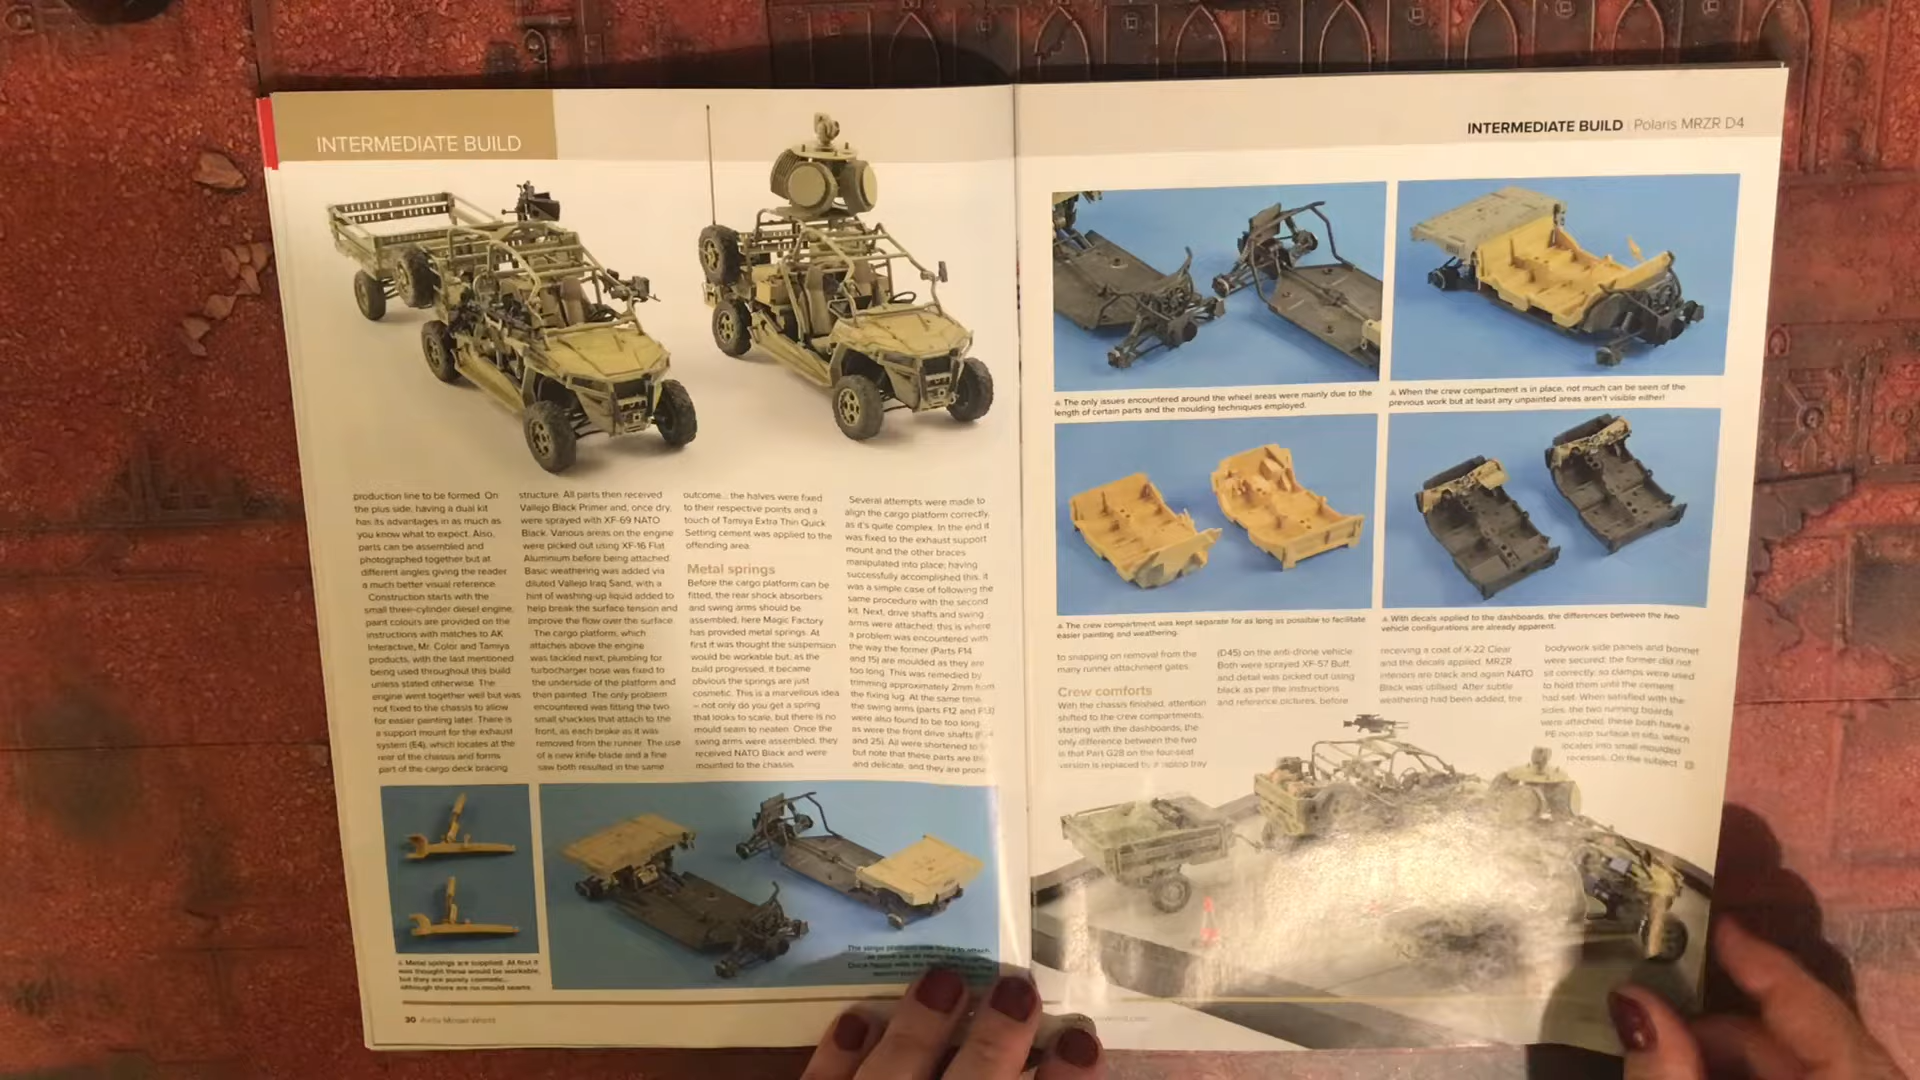 INTERMEDIATE BUILD
production line to be formed. On
the plus side, having a dual kit
has its advantages in as much as
you know what to expect. Also,
parts can be assembled and
photographed together but at
different angles giving the reader
a much better visual reference.
Construction starts with the
small three-cylinder diesel engine,
paint colours are provided on the
instructions with matches to AK
Interactive, Mr. Color and Tamiya
products, with the last mentioned
being used throughout this build
unless stated otherwise. The
engine went together well but was
not fixed to the chassis to allow
for easier painting later. There is
a support mount for the exhaust
system (E4), which locates at the
rear of the chassis and forms
part of the cargo deck bracing
structure. All parts then received
Vallejo Black Primer and, once dry,
were sprayed with XF-69 NATO
Black. Various areas on the engine
were picked out using XF-16 Flat
Aluminium before being attached.
Basic weathering was added via
diluted Vallejo Iraq Sand, with a
hint of washing-up liquid added to
help break the surface tension and
improve the flow over the surface.
The cargo platform, which
attaches above the engine
was tackled next, plumbing for
turbocharger hose was fixed to
the underside of the platform and
then painted. The only problem
encountered was fitting the two
small shackles that attach to the
front, as each broke as it was
removed from the runner. The use
of a new knife blade and a fine
saw both resulted in the same
outcome... the halves were fixed
to their respective points and a
touch of Tamiya Extra Thin Quick
Setting cement was applied to the
offending area.
Metal springs
Before the cargo platform can be
fitted, the rear shock absorbers
and swing arms should be
assembled; here Magic Factory
has provided metal springs. At
first it was thought the suspension
would be workable but, as the
build progressed, it became
obvious the springs are just
cosmetic. This is a marvellous idea
– not only do you get a spring
that looks to scale, but there is no
mould seam to neaten. Once the
swing arms were assembled, they
received NATO Black and were
mounted to the chassis.
Several attempts were made to
align the cargo platform correctly,
as it's quite complex. In the end it
was fixed to the exhaust support
mount and the other braces
manipulated into place; having
successfully accomplished this, it
was a simple case of following the
same procedure with the second
kit. Next, drive shafts and swing
arms were attached; this is where
a problem was encountered with
the way the former (Parts F14
and 15) are moulded as they are
too long. This was remedied by
trimming approximately 2mm from
the fixing lug. At the same time,
the swing arms (parts F12 and F13)
were also found to be too long
as were the front drive shafts
and 25). All were shortened to
but note that these parts are thin
and delicate, and they are prone
Metal springs are supplied. At first it
was thought these would be workable,
but they are purely cosmetic...
although there are no mould seams.
30
INTERMEDIATE BUILD | Polaris MRZR D4
The only issues encountered around the wheel areas were mainly due to the
length of certain parts and the moulding techniques employed.
When the crew compartment is in place, not much can be seen of the
previous work but at least any unpainted areas aren't visible either!
The crew compartment was kept separate for as long as possible to facilitate
easier painting and weathering.
With decals applied to the dashboards, the differences between the two
vehicle configurations are already apparent.
to snapping on removal from the
many runner attachment gates.
Crew comforts
With the chassis finished, attention
shifted to the crew compartments,
starting with the dashboards, the
only difference between the two
is that Part G28 on the four-seat
version is replaced by a laptop tray
(D45) on the anti-drone vehicle.
Both were sprayed XF-57 Buff,
and detail was picked out using
black as per the instructions
and reference pictures, before
receiving a coat of X-22 Clear
and the decals applied. MRZR
interiors are black and again NATO
Black was utilised. After subtle
weathering had been added, the
bodywork side panels and bonnet
were secured; the former did not
sit correctly, so clamps were used
to hold them until the cement
had set. When satisfied with the
sides, the two running boards
were attached; these both have a
PE non-slip surface in situ, which
locates into small moulded
recesses. On the subject